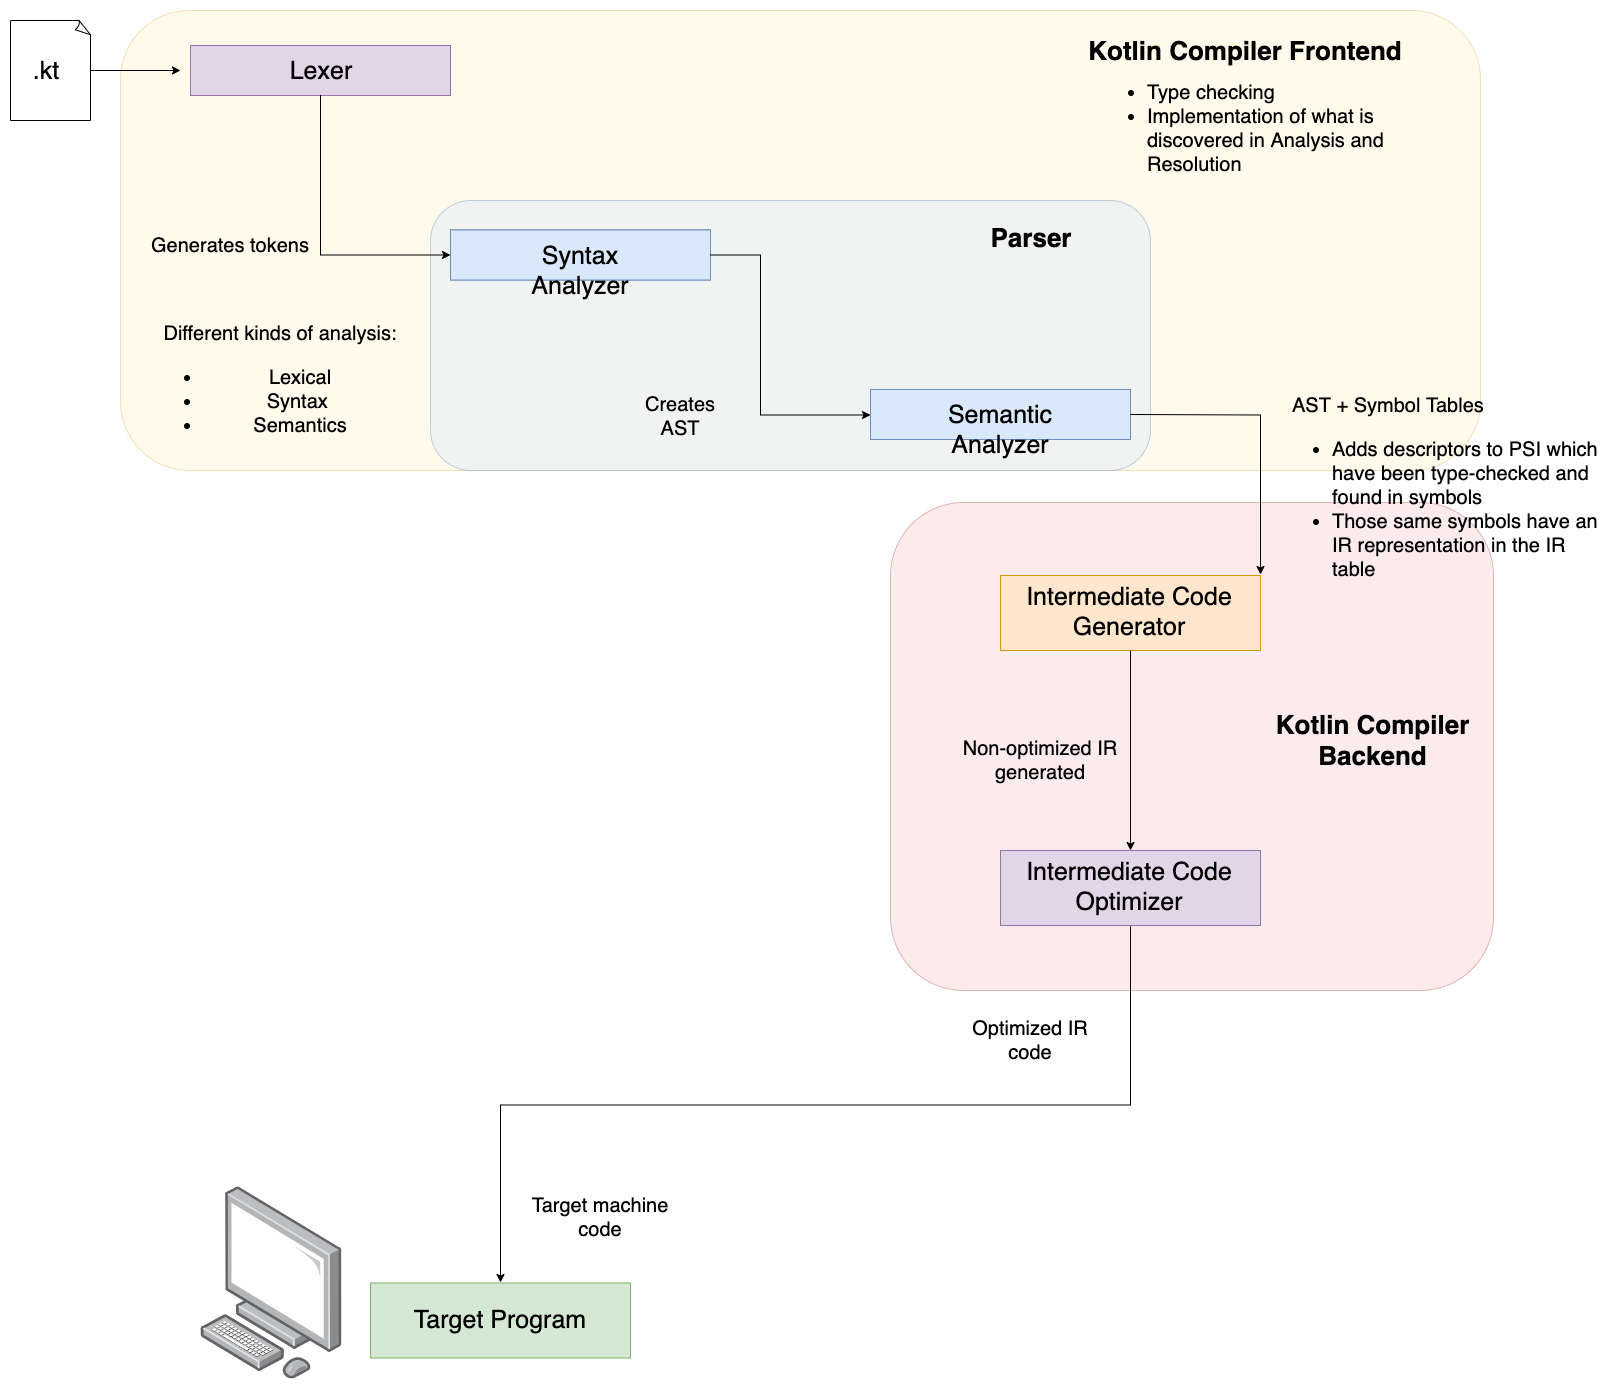 .kt
Lexer
Kotlin Compiler Frontend
• Type checking
• Implementation of what is
discovered in Analysis and
Resolution
Generates tokens
Parser
Syntax
Analyzer
Different kinds of analysis:
• Lexical
• Syntax
• Semantics
Creates
AST
Semantic
Analyzer
AST + Symbol Tables
• Adds descriptors to PSI which
have been type-checked and
found in symbols
• Those same symbols have an
IR representation in the IR
table
Intermediate Code
Generator
Kotlin Compiler
Backend
Non-optimized IR
generated
Intermediate Code
Optimizer
Optimized IR
code
Target machine
code
Target Program